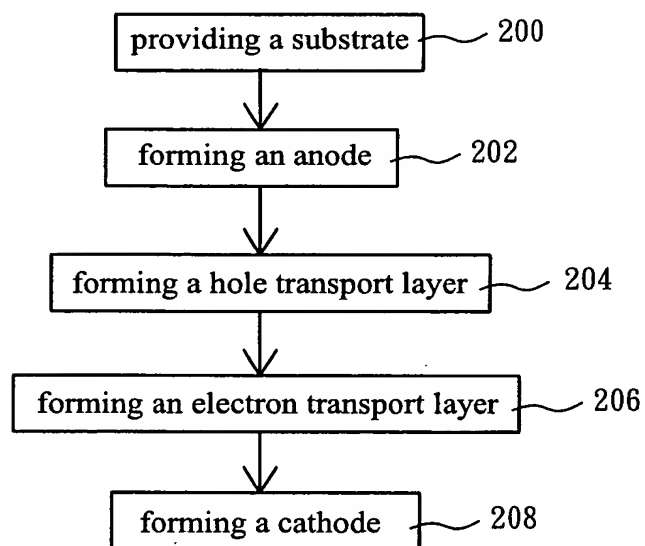 providing a substrate 200
forming an anode 202
forming a hole transport layer 204
forming an electron transport layer 206
forming a cathode 208